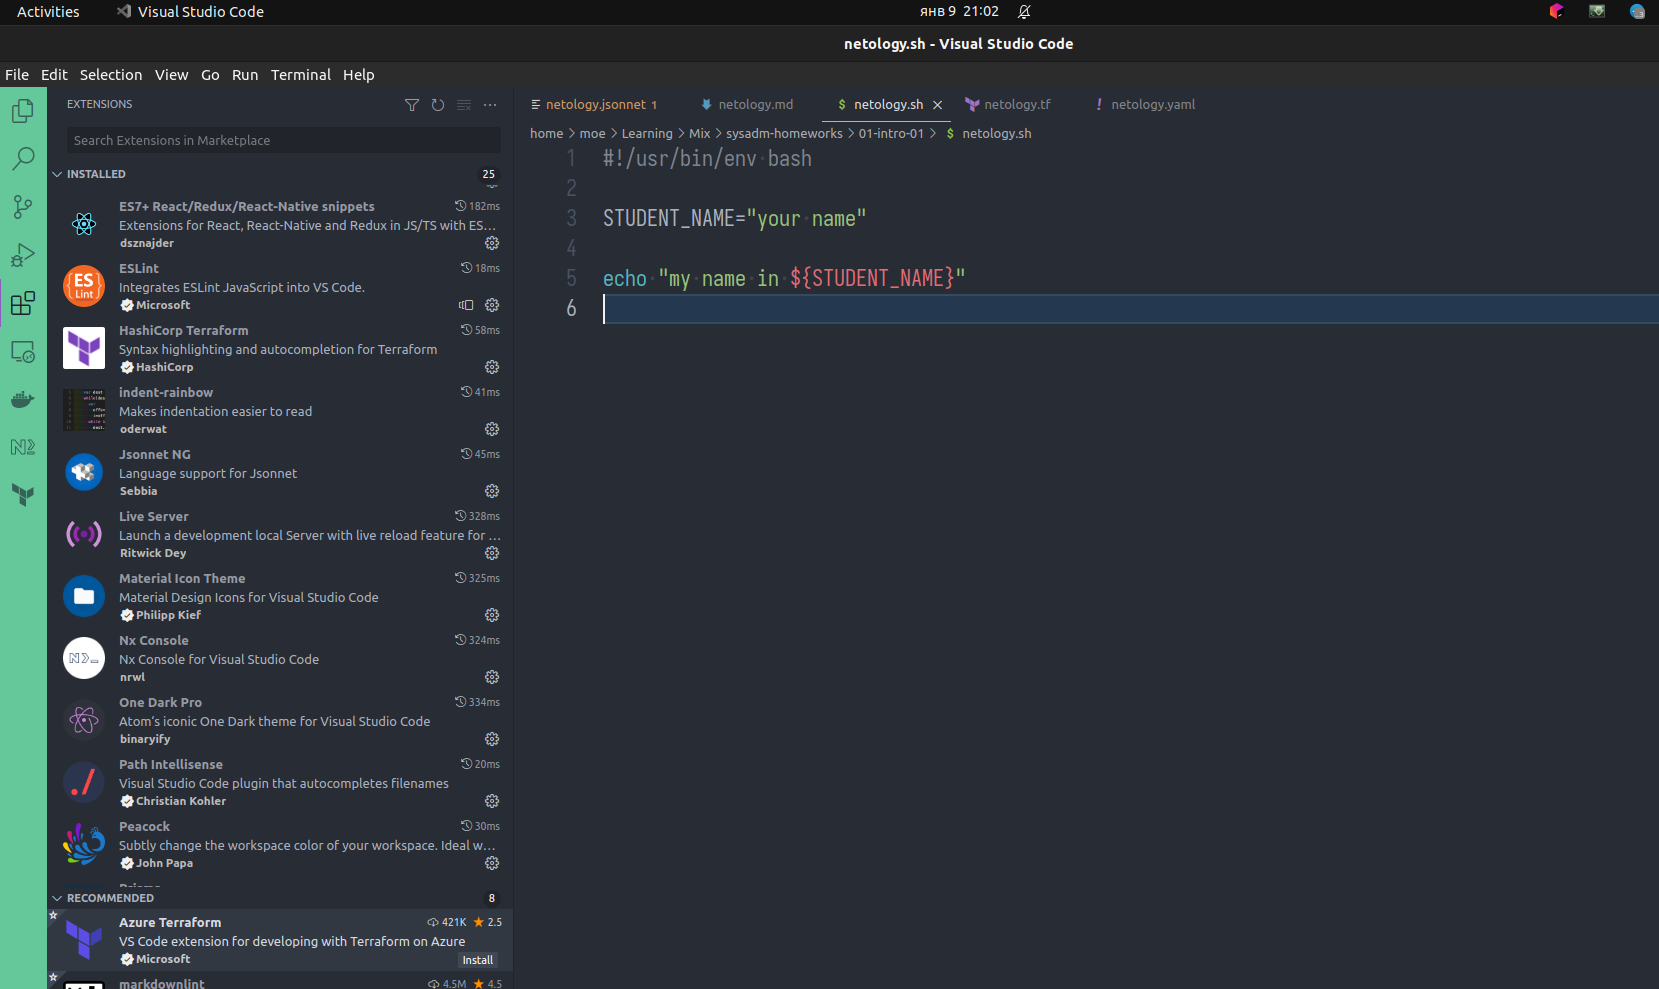 Activities
Visual Studio Code
янв 9 21:02
netology.sh - Visual Studio Code
File Edit Selection View Go Run Terminal Help
EXTENSIONS
Search Extensions in Marketplace
INSTALLED 25
ES7+ React/Redux/React-Native snippets 182ms
Extensions for React, React-Native and Redux in JS/TS with ES...
dsznajder
ESLint 18ms
Integrates ESLint JavaScript into VS Code.
Microsoft
HashiCorp Terraform 58ms
Syntax highlighting and autocompletion for Terraform
HashiCorp
indent-rainbow 41ms
Makes indentation easier to read
oderwat
Jsonnet NG 45ms
Language support for Jsonnet
Sebbia
Live Server 328ms
Launch a development local Server with live reload feature for ...
Ritwick Dey
Material Icon Theme 325ms
Material Design Icons for Visual Studio Code
Philipp Kief
Nx Console 324ms
Nx Console for Visual Studio Code
nrwl
One Dark Pro 334ms
Atom's iconic One Dark theme for Visual Studio Code
binaryify
Path Intellisense 20ms
Visual Studio Code plugin that autocompletes filenames
Christian Kohler
Peacock 30ms
Subtly change the workspace color of your workspace. Ideal w...
John Papa
RECOMMENDED 8
Azure Terraform 421K 2.5
VS Code extension for developing with Terraform on Azure
Microsoft Install
markdownlint 4.5M 4.5
netology.jsonnet 1
netology.md
netology.sh
netology.tf
netology.yaml
home > moe > Learning > Mix > sysadm-homeworks > 01-intro-01 > $ netology.sh
1 #!/usr/bin/env bash
2
3 STUDENT_NAME="your name"
4
5 echo "my name in ${STUDENT_NAME}"
6